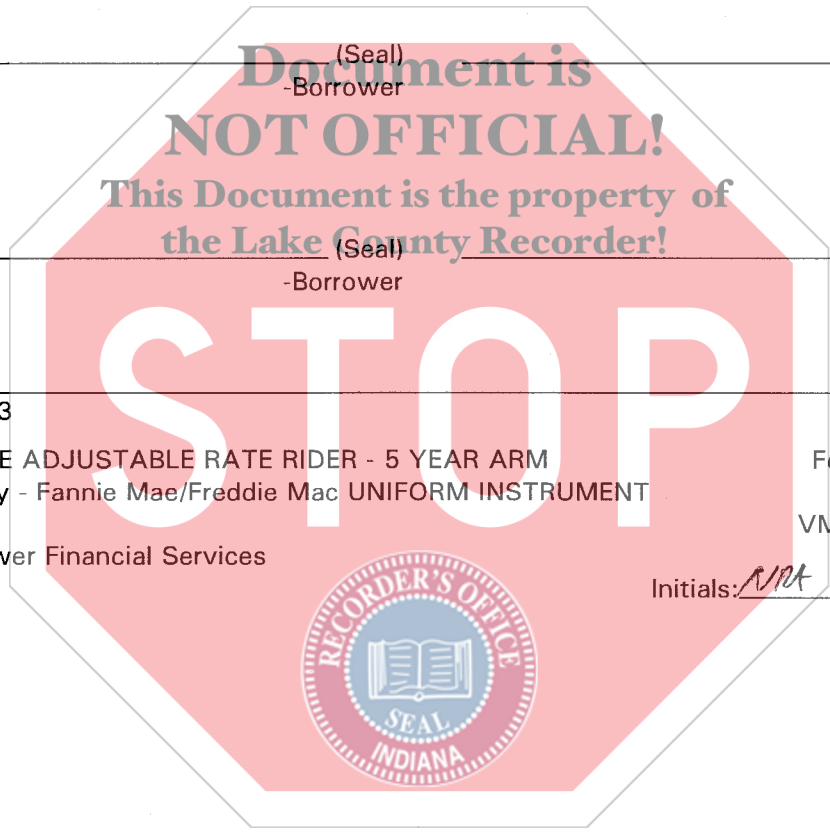 (Seal)
-Borrower
Document is
NOT OFFICIAL!
This Document is the property of
the Lake County Recorder!
(Seal)
-Borrower
STOP
3
E ADJUSTABLE RATE RIDER - 5 YEAR ARM
y - Fannie Mae/Freddie Mac UNIFORM INSTRUMENT
VM
wer Financial Services
Initials:
RECORDER'S OFFICE
SEAL
INDIANA